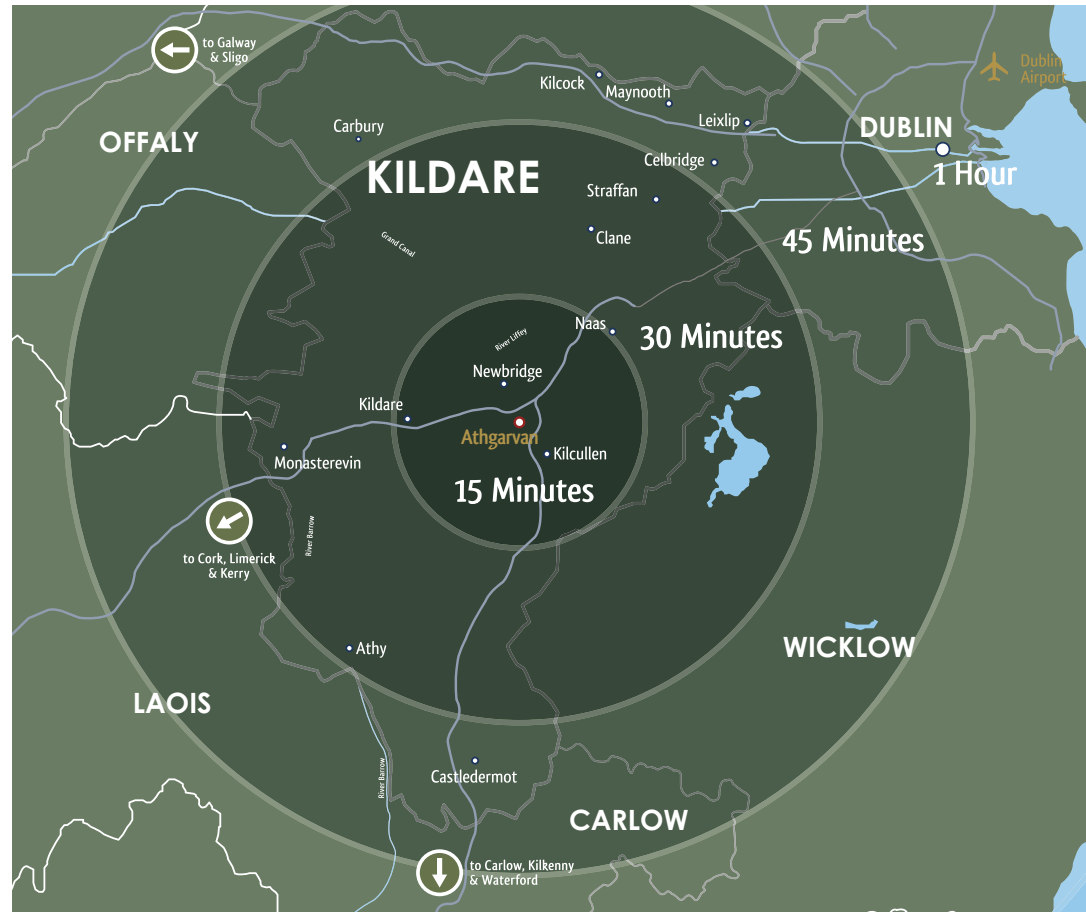 to Galway
& Sligo
Dublin
Airport
Kilcock
Maynooth
Leixlip
Carbury
OFFALY
DUBLIN
1 Hour
KILDARE
Celbridge
Straffan
Clane
Grand Canal
45 Minutes
Naas
30 Minutes
River Liffey
Newbridge
Kildare
Athgarvan
Kilcullen
Monasterevin
15 Minutes
River Barrow
to Cork, Limerick
& Kerry
Athy
WICKLOW
LAOIS
River Barrow
Castledermot
CARLOW
to Carlow, Kilkenny
& Waterford